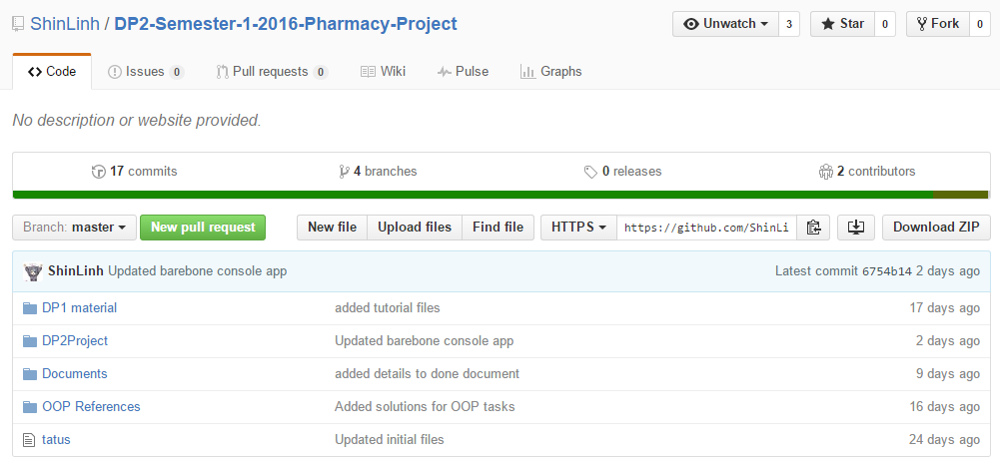 ShinLinh / DP2-Semester-1-2016-Pharmacy-Project
Unwatch 3 Star 0 Fork 0
Code Issues 0 Pull requests 0 Wiki Pulse Graphs
No description or website provided.
17 commits 4 branches 0 releases 2 contributors
Branch: master New pull request New file Upload files Find file HTTPS https://github.com/ShinLi Download ZIP
ShinLinh Updated barebone console app Latest commit 6754b14 2 days ago
DP1 material added tutorial files 17 days ago
DP2Project Updated barebone console app 2 days ago
Documents added details to done document 9 days ago
OOP References Added solutions for OOP tasks 16 days ago
tatus Updated initial files 24 days ago